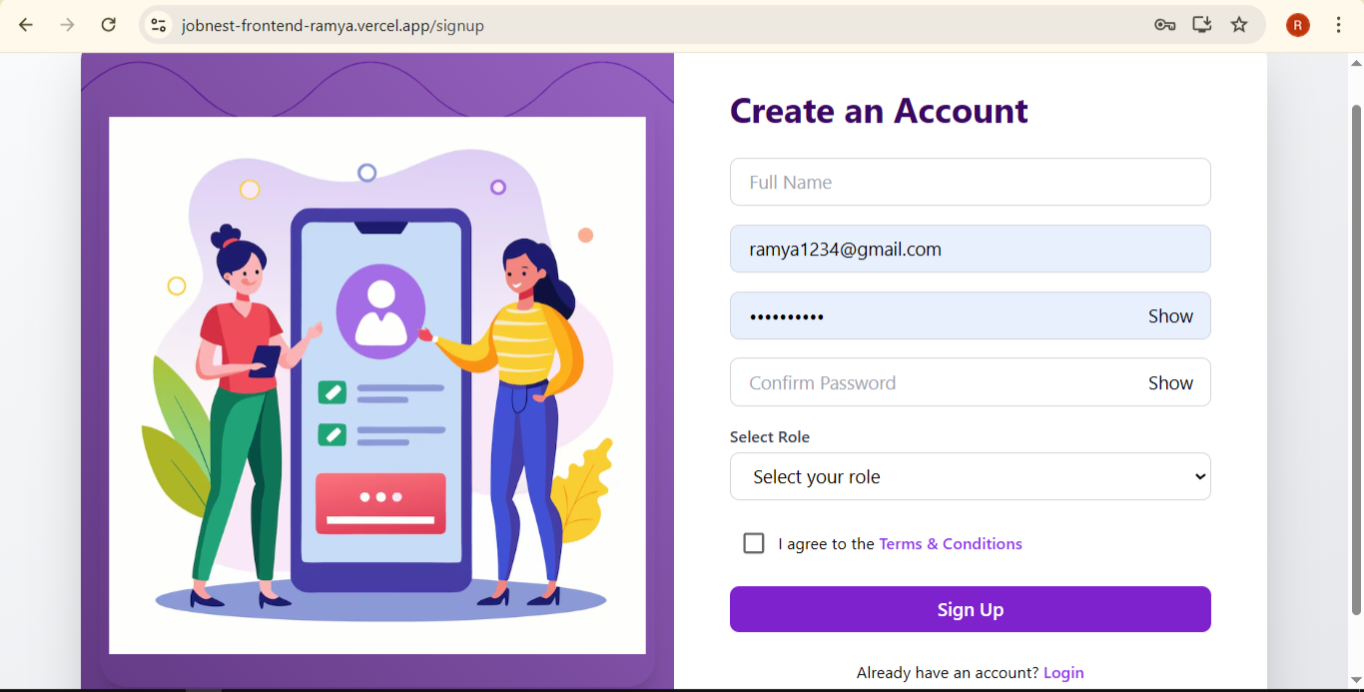 jobnest-frontend-ramya.vercel.app/signup
R
Create an Account
Full Name
ramya1234@gmail.com
•••••••••• Show
Confirm Password Show
Select Role
Select your role
I agree to the Terms & Conditions
Sign Up
Already have an account? Login